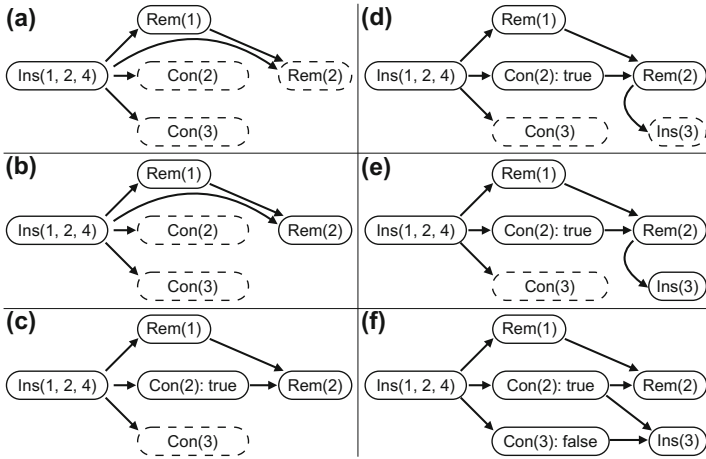 (a)
Rem(1)
Ins(1, 2, 4)
Con(2)
Rem(2)
Con(3)
(b)
Rem(1)
Ins(1, 2, 4)
Con(2)
Rem(2)
Con(3)
(c)
Rem(1)
Ins(1, 2, 4)
Con(2): true
Rem(2)
Con(3)
(d)
Rem(1)
Ins(1, 2, 4)
Con(2): true
Rem(2)
Con(3)
Ins(3)
(e)
Rem(1)
Ins(1, 2, 4)
Con(2): true
Rem(2)
Con(3)
Ins(3)
(f)
Rem(1)
Ins(1, 2, 4)
Con(2): true
Rem(2)
Con(3): false
Ins(3)